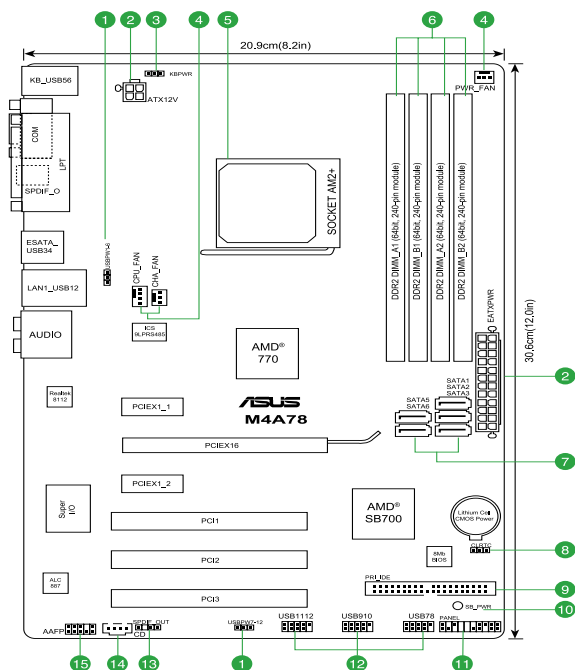 1
2
3
4
5
6
4
20.9cm(8.2in)
KB_USB56
KBPWR
ATX12V
PWR_FAN
COM
LPT
SPDIF_O
SOCKET AM2+
DDR2 DIMM_A1 (64bit, 240-pin module)
DDR2 DIMM_B1 (64bit, 240-pin module)
DDR2 DIMM_A2 (64bit, 240-pin module)
DDR2 DIMM_B2 (64bit, 240-pin module)
ESATA_
USB34
USBPW1-6
CPU_FAN
CHA_FAN
LAN1_USB12
EATXPWR
30.6cm(12.0in)
4
AUDIO
ICS
9LPRS485
AMD®
770
2
Realtek
8112
PCIEX1_1
ASUS
M4A78
SATA1
SATA2
SATA3
SATA5
SATA6
PCIEX16
7
PCIEX1_2
Super
I/O
AMD®
SB700
Lithium Cell
CMOS Power
PCI1
CLRTC
8
PCI2
8Mb
BIOS
ALC
887
PRI_IDE
9
PCI3
SB_PWR
10
AAFP
CD
SPDIF_OUT
USBPW7-12
USB1112
USB910
USB78
PANEL
15
14
13
1
12
11